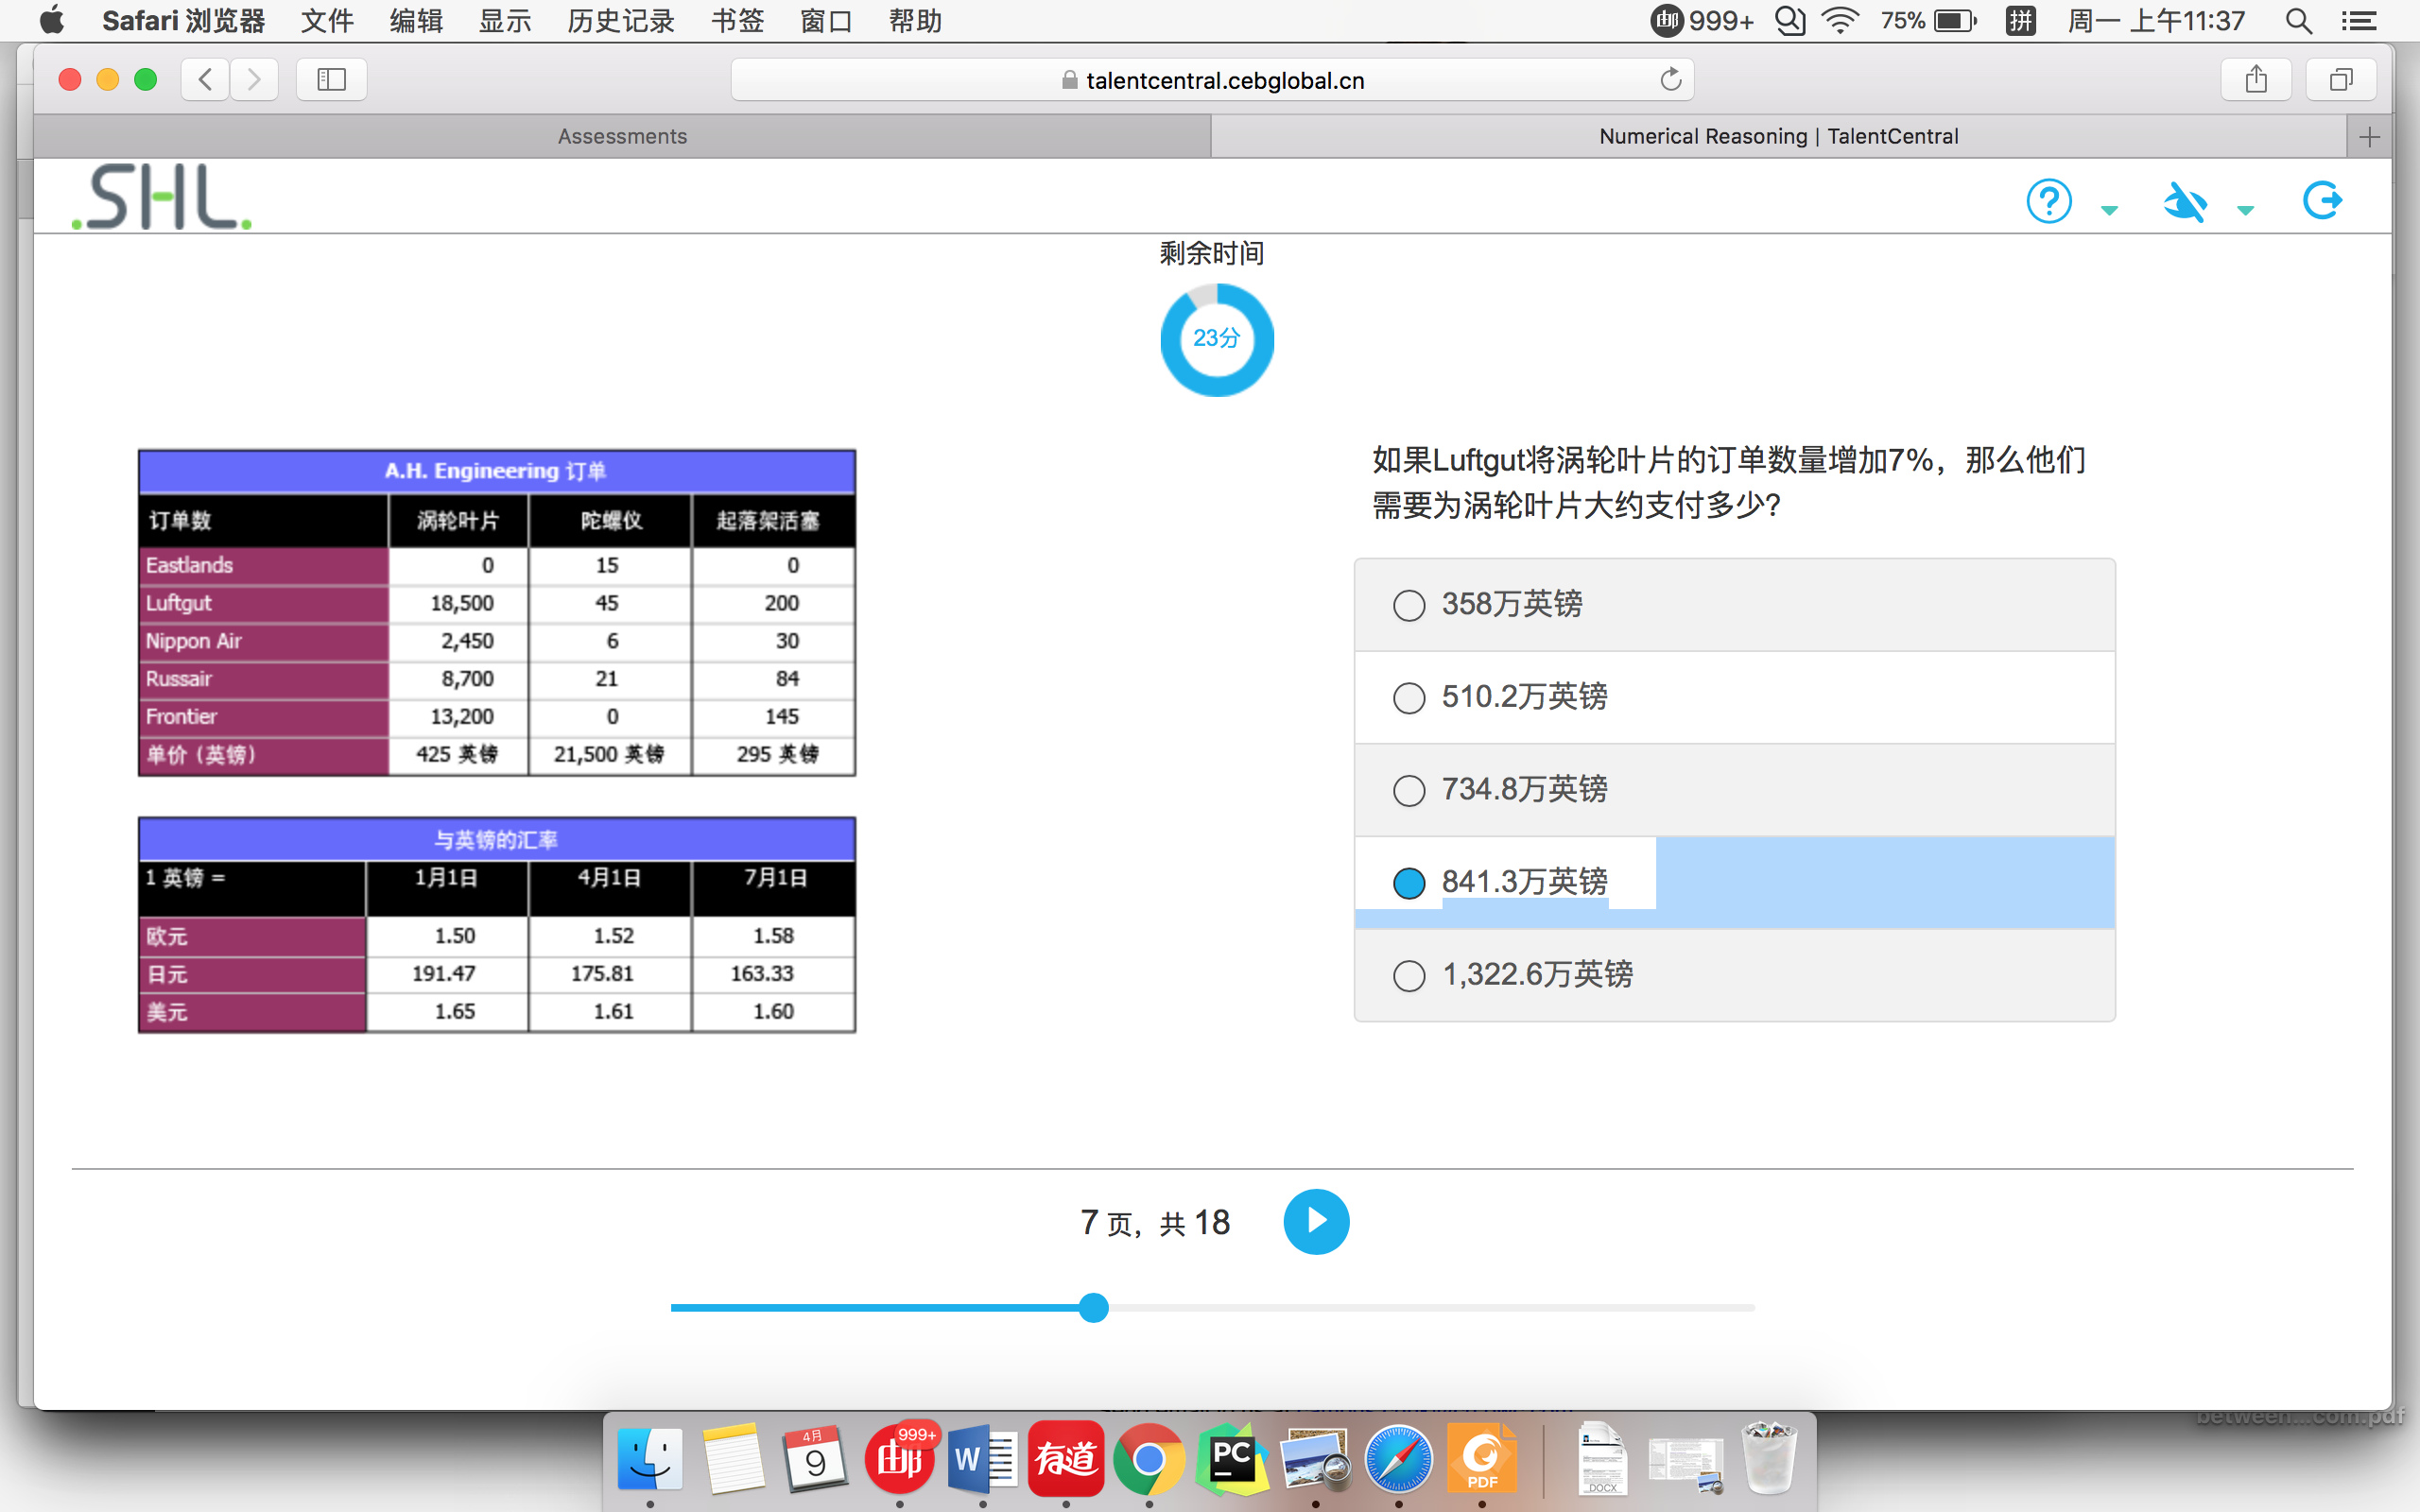 Safari 浏览器 文件 编辑 显示 历史记录 书签 窗口 帮助 999+ 75% 拼 周一 上午11:37
talentcentral.cebglobal.cn
Assessments Numerical Reasoning | TalentCentral
.SHL.
剩余时间
23分
A.H. Engineering 订单
订单数 涡轮叶片 陀螺仪 起落架活塞
Eastlands 0 15 0
Luftgut 18,500 45 200
Nippon Air 2,450 6 30
Russair 8,700 21 84
Frontier 13,200 0 145
单价 (英镑) 425 英镑 21,500 英镑 295 英镑
与英镑的汇率
1 英镑 = 1月1日 4月1日 7月1日
欧元 1.50 1.52 1.58
日元 191.47 175.81 163.33
美元 1.65 1.61 1.60
如果Luftgut将涡轮叶片的订单数量增加7%，那么他们
需要为涡轮叶片大约支付多少?
358万英镑
510.2万英镑
734.8万英镑
841.3万英镑
1,322.6万英镑
7 页，共 18
between...com.pdf
4月
9
999+
邮
W
有道
PC
PDF
DOCX